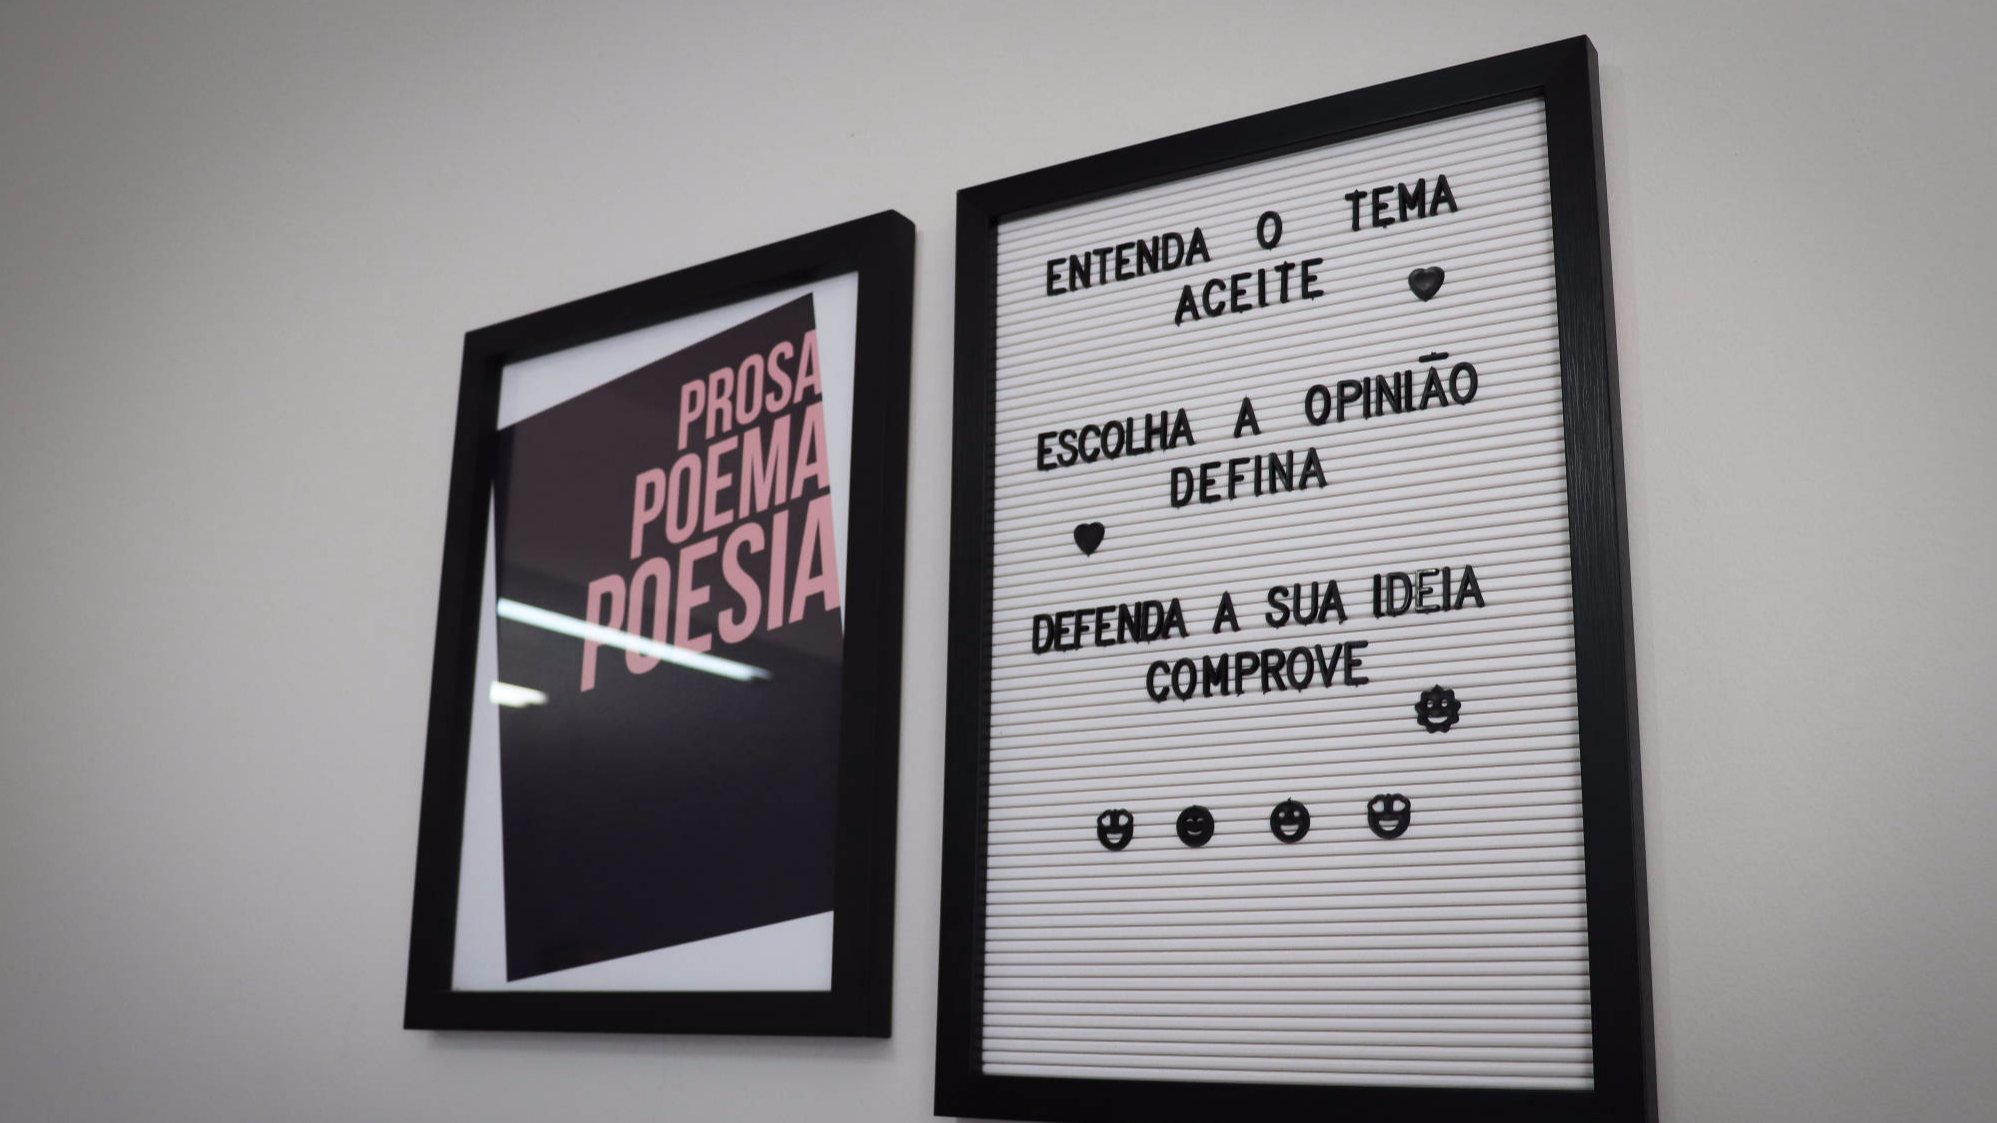 PROSA
POEMA
POESIA
ENTENDA O TEMA
ACEITE
ESCOLHA A OPINIÃO
DEFINA
DEFENDA A SUA IDEIA
COMPROVE